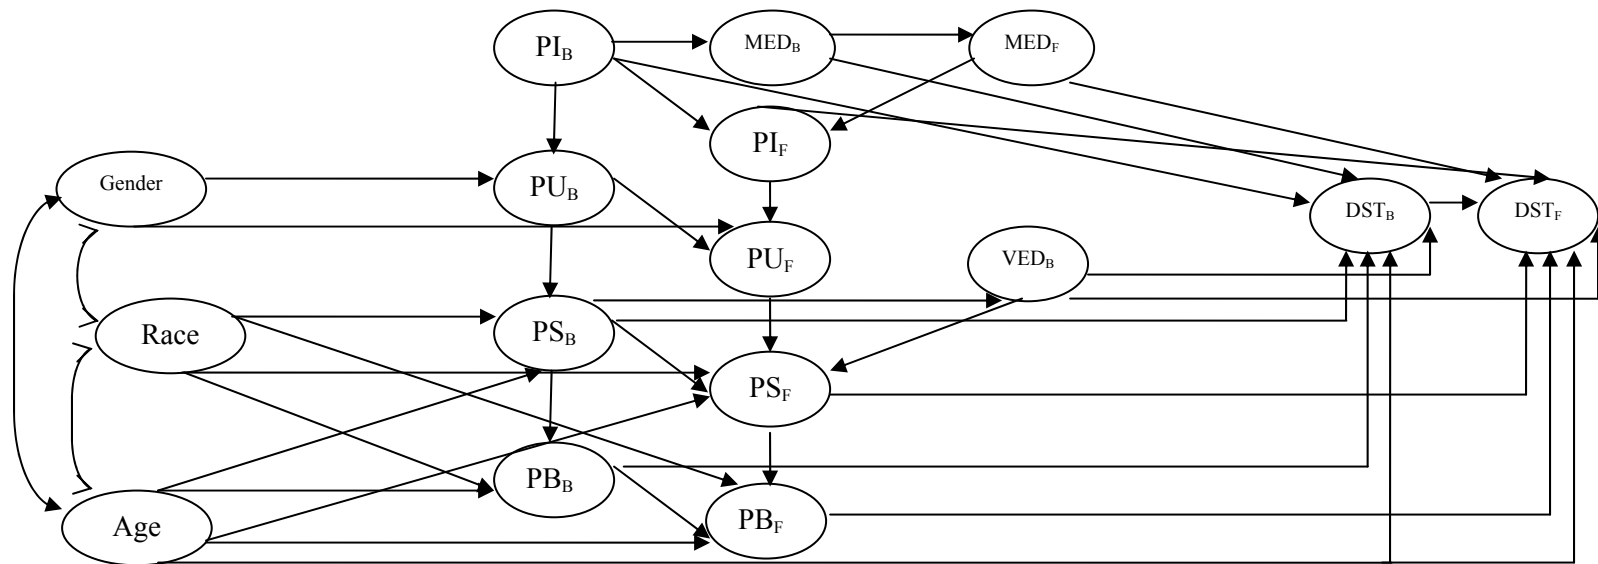 PIB
MEDB
MEDF
PIF
Gender
PUB
DSTB
DSTF
PUF
VEDB
Race
PSB
PSF
PBB
PBF
Age